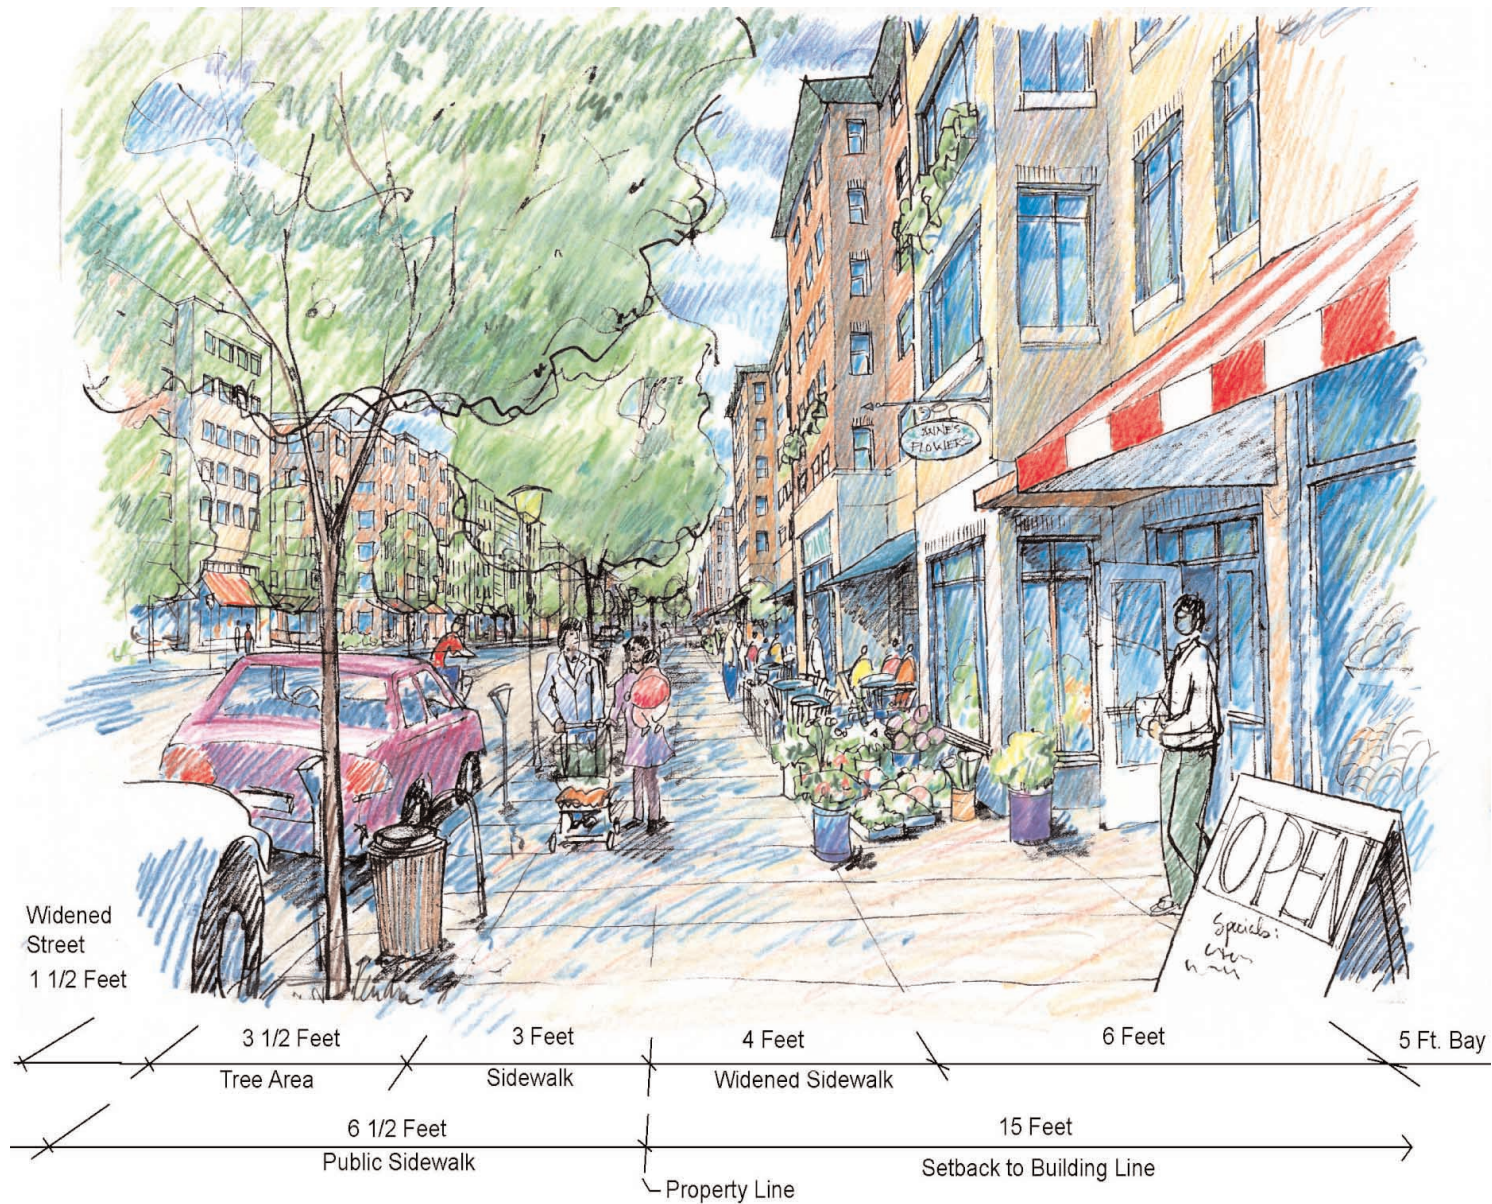 ANNE'S
FLOWERS
OPEN
Specials:
Widened
Street
1 1/2 Feet
3 1/2 Feet
3 Feet
4 Feet
6 Feet
5 Ft. Bay
Tree Area
Sidewalk
Widened Sidewalk
6 1/2 Feet
15 Feet
Public Sidewalk
Setback to Building Line
Property Line